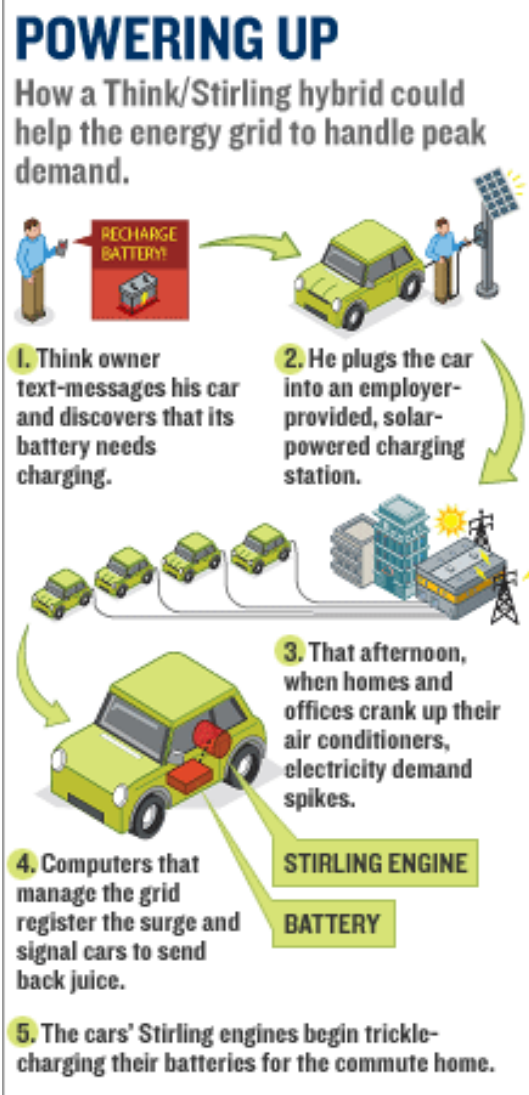 POWERING UP
How a Think/Stirling hybrid could
help the energy grid to handle peak
demand.
RECHARGE
BATTERY!
1. Think owner
text-messages his car
and discovers that its
battery needs
charging.
2. He plugs the car
into an employer-
provided, solar-
powered charging
station.
3. That afternoon,
when homes and
offices crank up their
air conditioners,
electricity demand
spikes.
STIRLING ENGINE
BATTERY
4. Computers that
manage the grid
register the surge and
signal cars to send
back juice.
5. The cars' Stirling engines begin trickle-
charging their batteries for the commute home.